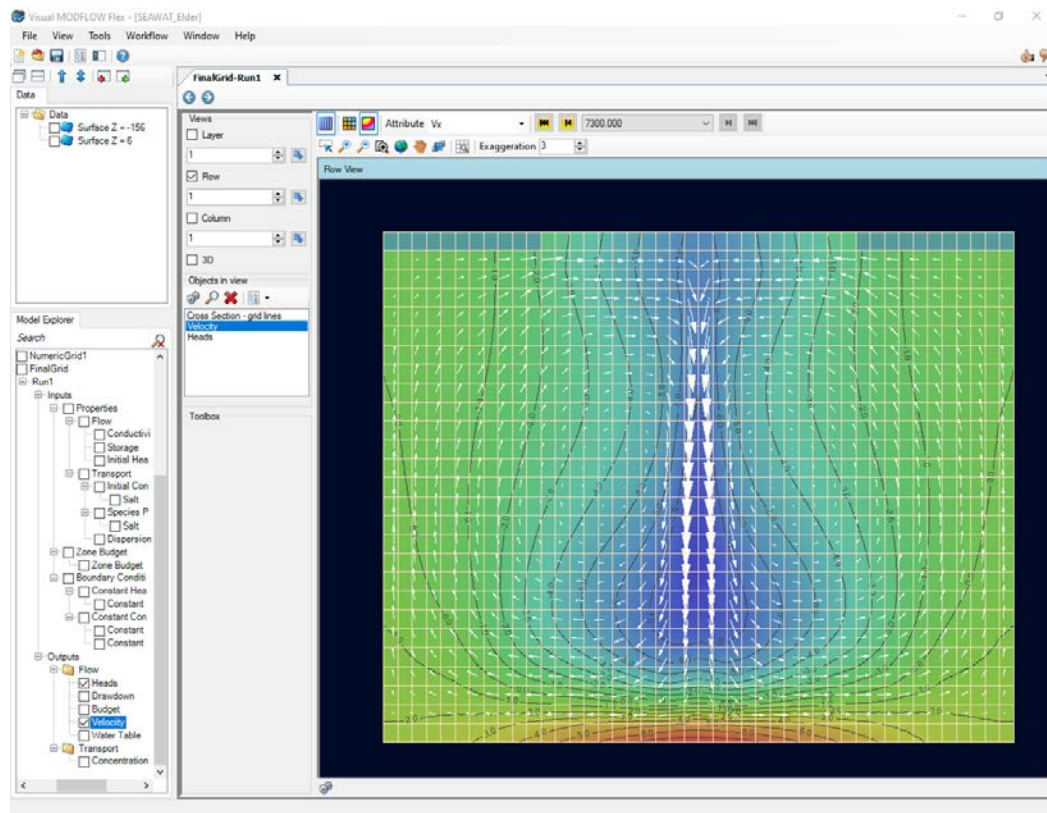 Visual MODFLOW Flex - [SEAWAT_Elder]
File View Tools Workflow Window Help
FinalGrid-Run1
Data
Data
Surface Z = -156
Surface Z = 6
Views
Layer
1
Row
1
Column
1
3D
Attribute Vx
7300.000
Exaggeration 3
Row View
Objects in view
Cross Section - grid lines
Velocity
Heads
Toolbox
Model Explorer
Search
NumericGrid1
FinalGrid
Run1
Inputs
Properties
Flow
Conductivi
Storage
Initial Hea
Transport
Initial Con
Salt
Species P
Salt
Dispersion
Zone Budget
Zone Budget
Boundary Conditi
Constant Hea
Constant
Constant Con
Constant
Constant
Outputs
Flow
Heads
Drawdown
Budget
Velocity
Water Table
Transport
Concentration